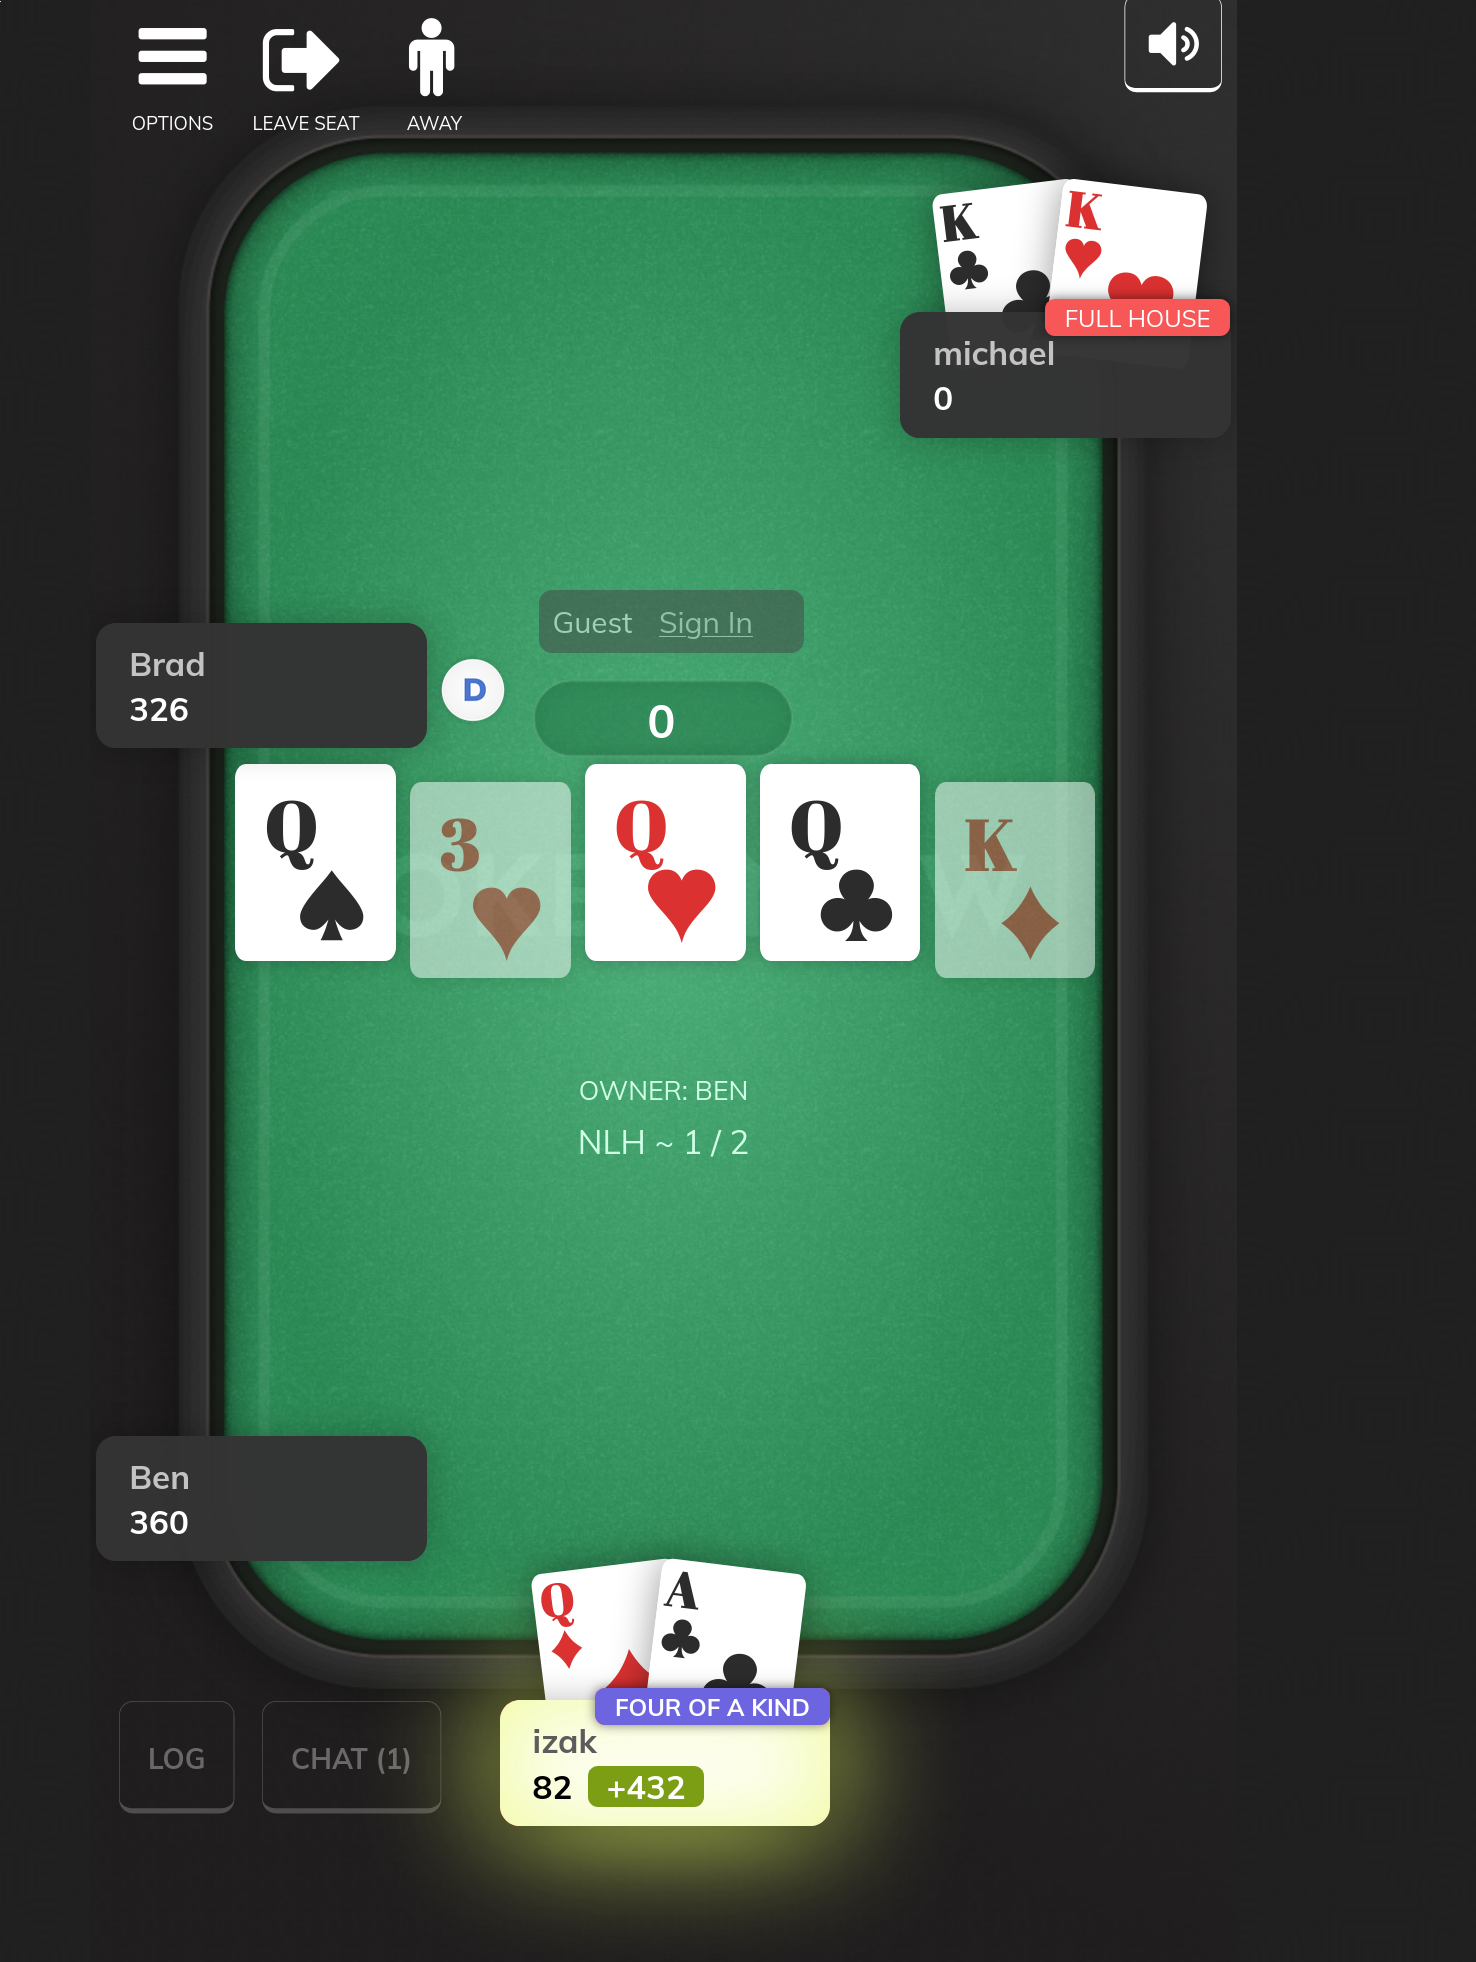 OPTIONS
LEAVE SEAT
AWAY
K
K
FULL HOUSE
michael
0
Guest Sign In
Brad
326
D
0
Q
3
Q
Q
K
OWNER: BEN
NLH ~ 1 / 2
Ben
360
Q
A
FOUR OF A KIND
izak
82 +432
LOG
CHAT (1)